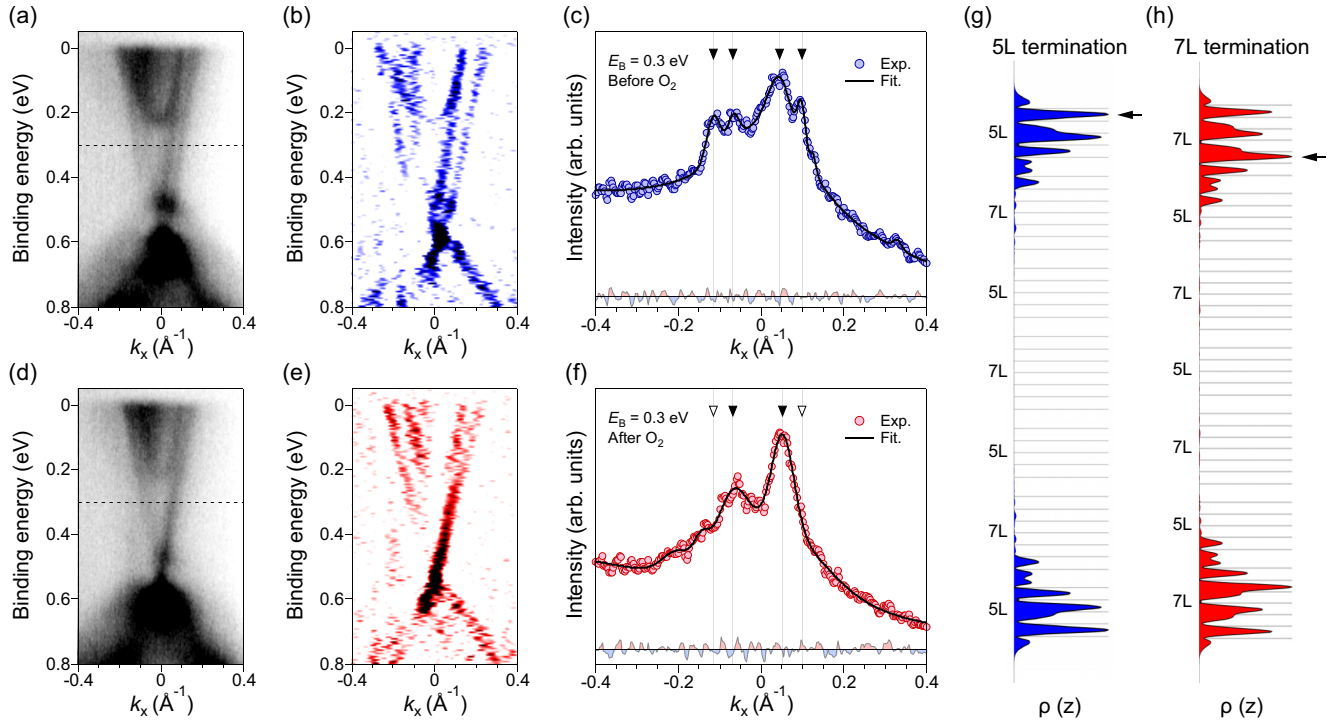 (a)
0
0.2
0.4
0.6
0.8
Binding energy (eV)
-0.4
0
0.4
kx (Å-1)
(b)
0
0.2
0.4
0.6
0.8
Binding energy (eV)
-0.4
0
0.4
kx (Å-1)
(c)
EB = 0.3 eV
Before O2
Exp.
Fit.
Intensity (arb. units)
-0.4
-0.2
0
0.2
0.4
kx (Å-1)
(d)
0
0.2
0.4
0.6
0.8
Binding energy (eV)
-0.4
0
0.4
kx (Å-1)
(e)
0
0.2
0.4
0.6
0.8
Binding energy (eV)
-0.4
0
0.4
kx (Å-1)
(f)
EB = 0.3 eV
After O2
Exp.
Fit.
Intensity (arb. units)
-0.4
-0.2
0
0.2
0.4
kx (Å-1)
(g)
5L termination
5L
7L
5L
7L
5L
7L
5L
ρ (z)
(h)
7L termination
7L
5L
7L
5L
7L
5L
7L
ρ (z)